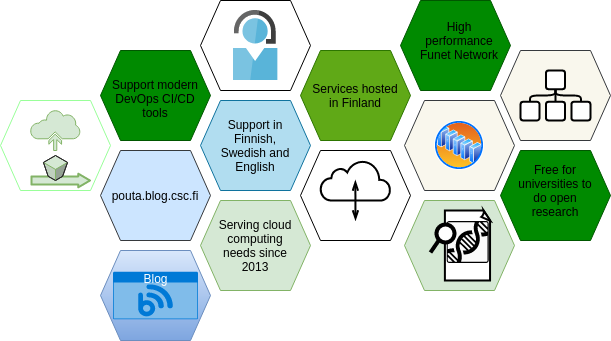 High
performance
Funet Network
Support modern
DevOps CI/CD
tools
Services hosted
in Finland
Support in
Finnish,
Swedish and
English
Free for
universities to
do open
research
pouta.blog.csc.fi
Serving cloud
computing
needs since
2013
Blog